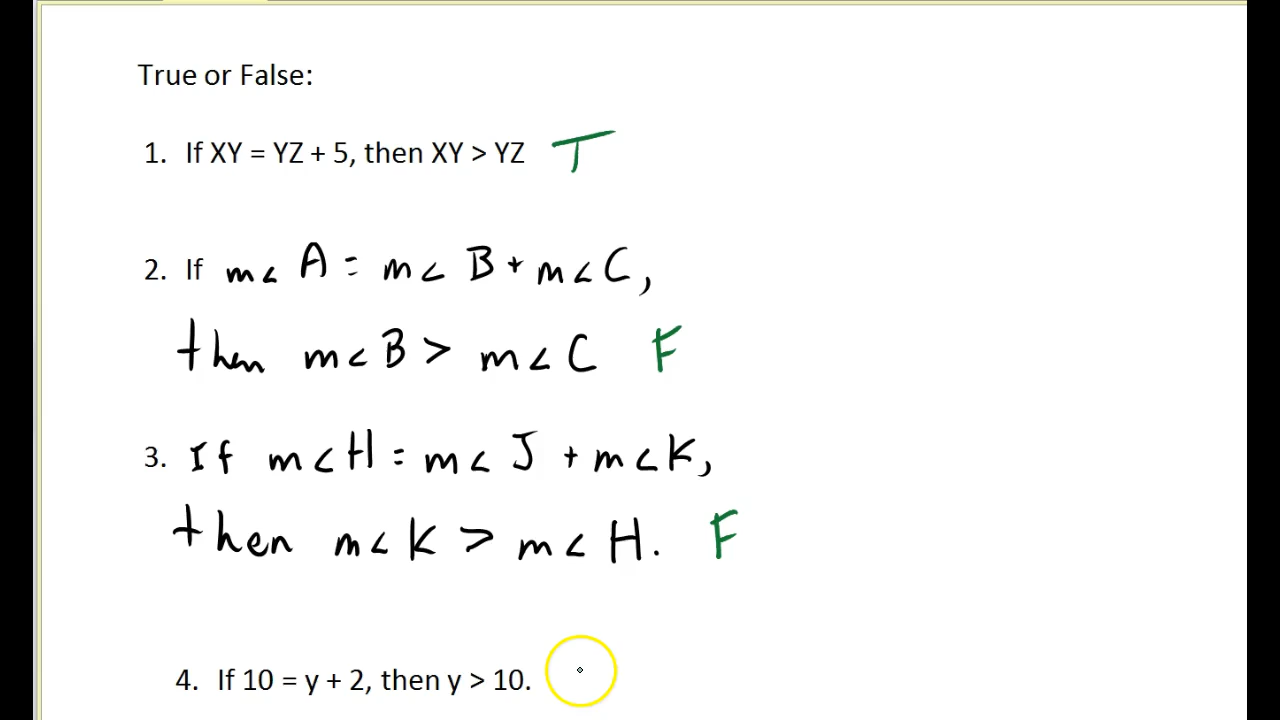 True or False:
1. If XY = YZ + 5, then XY > YZ T
2. If m∠A = m∠B + m∠C,
then m∠B > m∠C F
3. If m∠H = m∠J + m∠K,
then m∠K > m∠H. F
4. If 10 = y + 2, then y > 10.